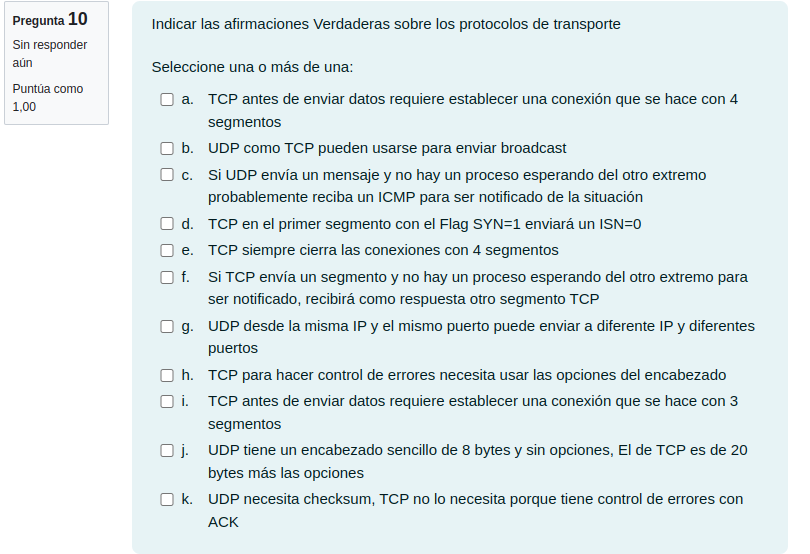 Pregunta 10
Sin responder
aún
Puntúa como
1,00
Indicar las afirmaciones Verdaderas sobre los protocolos de transporte
Seleccione una o más de una:
a. TCP antes de enviar datos requiere establecer una conexión que se hace con 4
segmentos
b. UDP como TCP pueden usarse para enviar broadcast
c. Si UDP envía un mensaje y no hay un proceso esperando del otro extremo
probablemente reciba un ICMP para ser notificado de la situación
d. TCP en el primer segmento con el Flag SYN=1 enviará un ISN=0
e. TCP siempre cierra las conexiones con 4 segmentos
f. Si TCP envía un segmento y no hay un proceso esperando del otro extremo para
ser notificado, recibirá como respuesta otro segmento TCP
g. UDP desde la misma IP y el mismo puerto puede enviar a diferente IP y diferentes
puertos
h. TCP para hacer control de errores necesita usar las opciones del encabezado
i. TCP antes de enviar datos requiere establecer una conexión que se hace con 3
segmentos
j. UDP tiene un encabezado sencillo de 8 bytes y sin opciones, El de TCP es de 20
bytes más las opciones
k. UDP necesita checksum, TCP no lo necesita porque tiene control de errores con
ACK